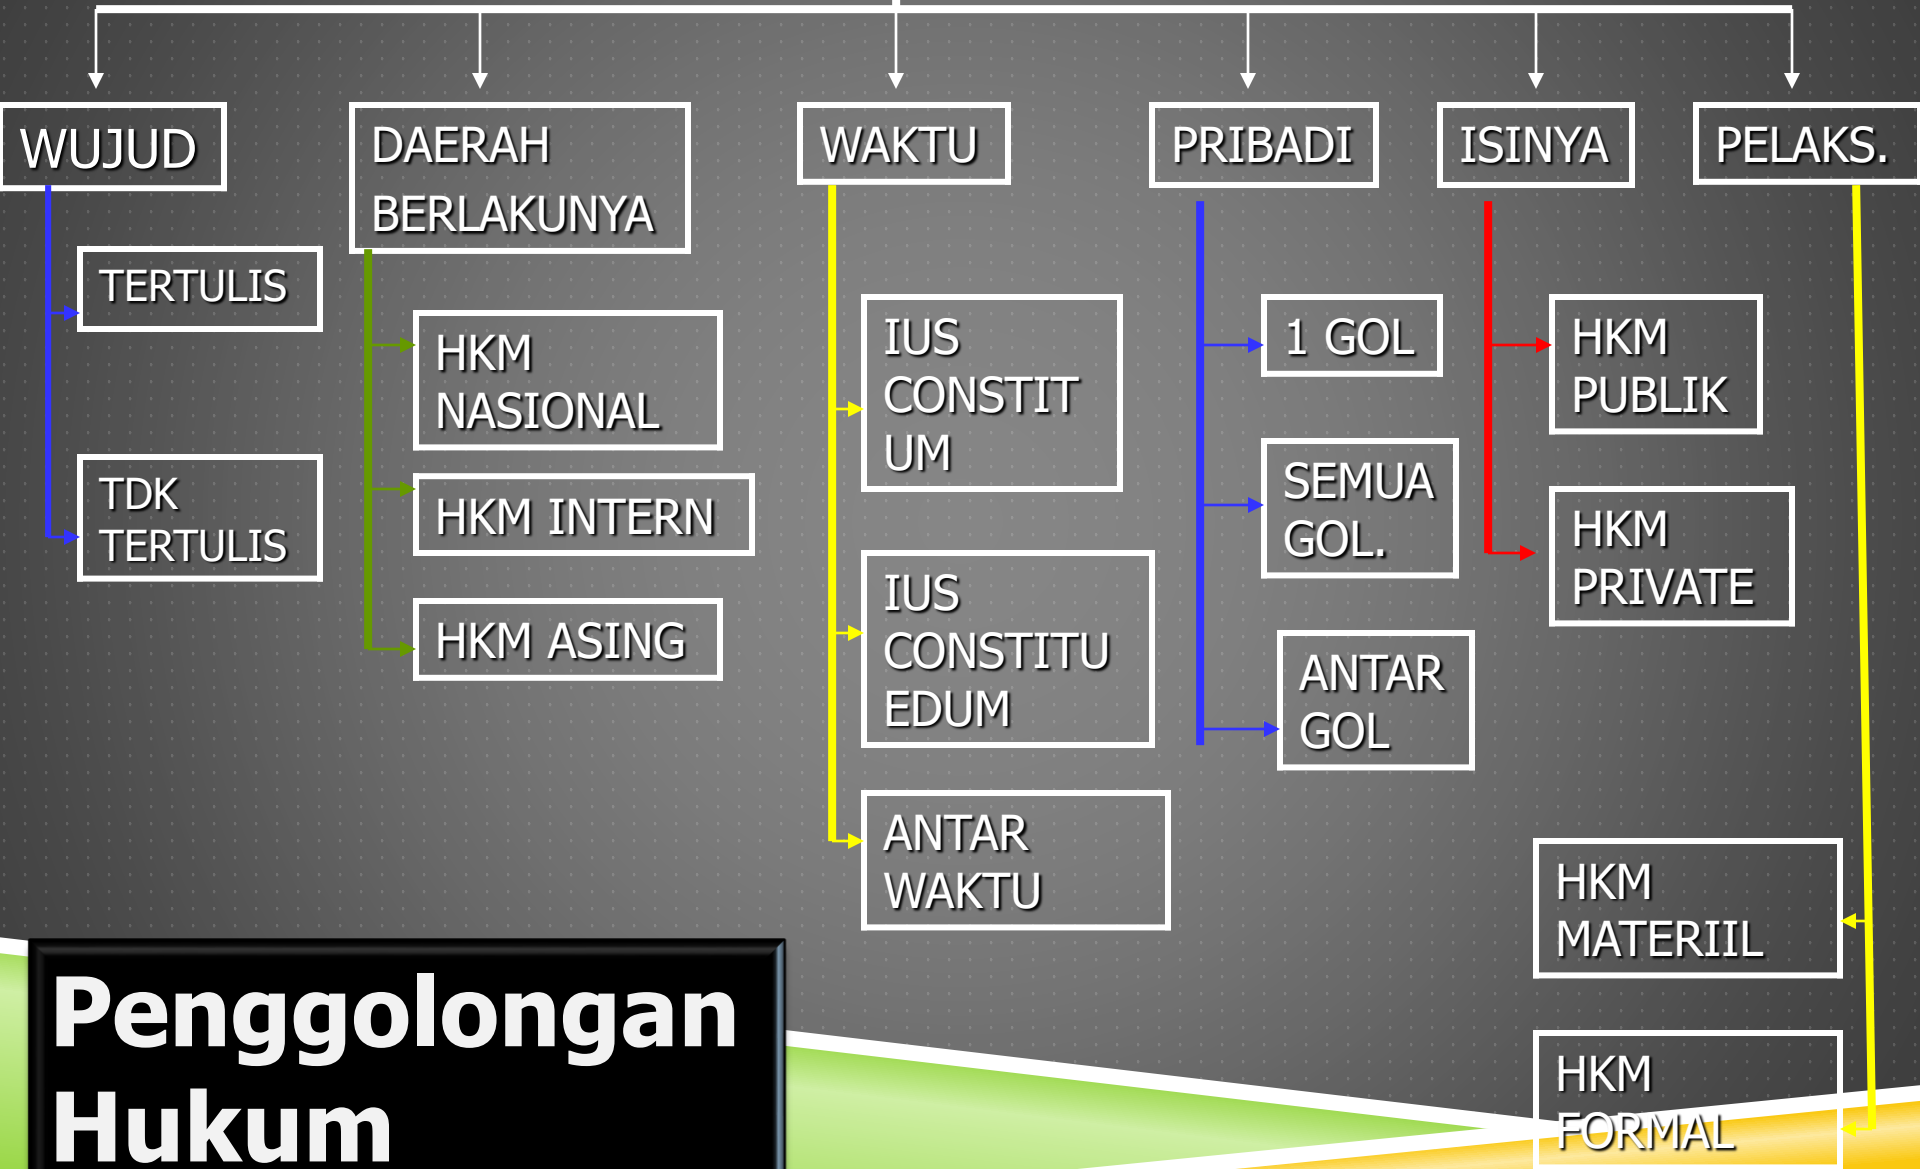 WUJUD
TERTULIS
TDK
TERTULIS
DAERAH
BERLAKUNYA
HKM
NASIONAL
HKM INTERN
HKM ASING
WAKTU
IUS
CONSTIT
UM
IUS
CONSTITU
EDUM
ANTAR
WAKTU
PRIBADI
1 GOL
SEMUA
GOL.
ANTAR
GOL
ISINYA
HKM
PUBLIK
HKM
PRIVATE
PELAKS.
HKM
MATERIIL
HKM
FORMAL
Penggolongan
Hukum